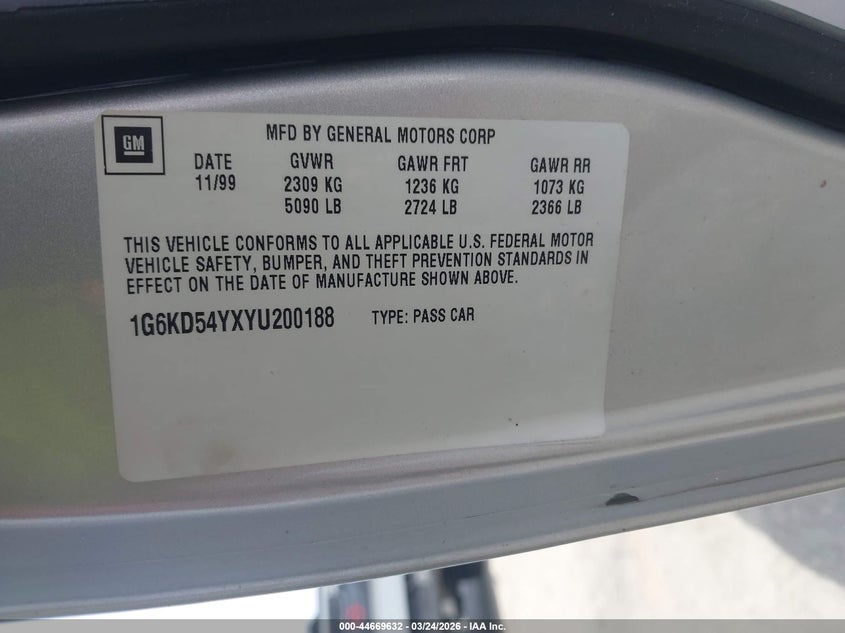 GM
MFD BY GENERAL MOTORS CORP
DATE GVWR GAWR FRT GAWR RR
11/99 2309 KG 1236 KG 1073 KG
5090 LB 2724 LB 2366 LB
THIS VEHICLE CONFORMS TO ALL APPLICABLE U.S. FEDERAL MOTOR
VEHICLE SAFETY, BUMPER, AND THEFT PREVENTION STANDARDS IN
EFFECT ON THE DATE OF MANUFACTURE SHOWN ABOVE.
1G6KD54YXYU200188 TYPE: PASS CAR
000-44669632 - 03/24/2026 - IAA Inc.